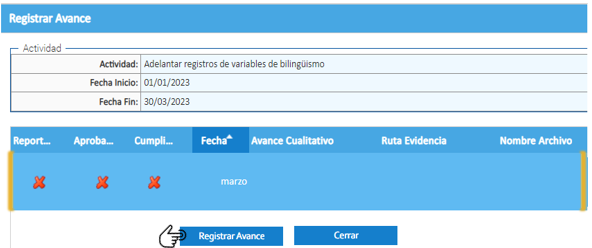 Registrar Avance
Actividad
Actividad: Adelantar registros de variables de bilingüismo
Fecha Inicio: 01/01/2023
Fecha Fin: 30/03/2023
Report... Aproba... Cumpli... Fecha Avance Cualitativo Ruta Evidencia Nombre Archivo
marzo
Registrar Avance Cerrar